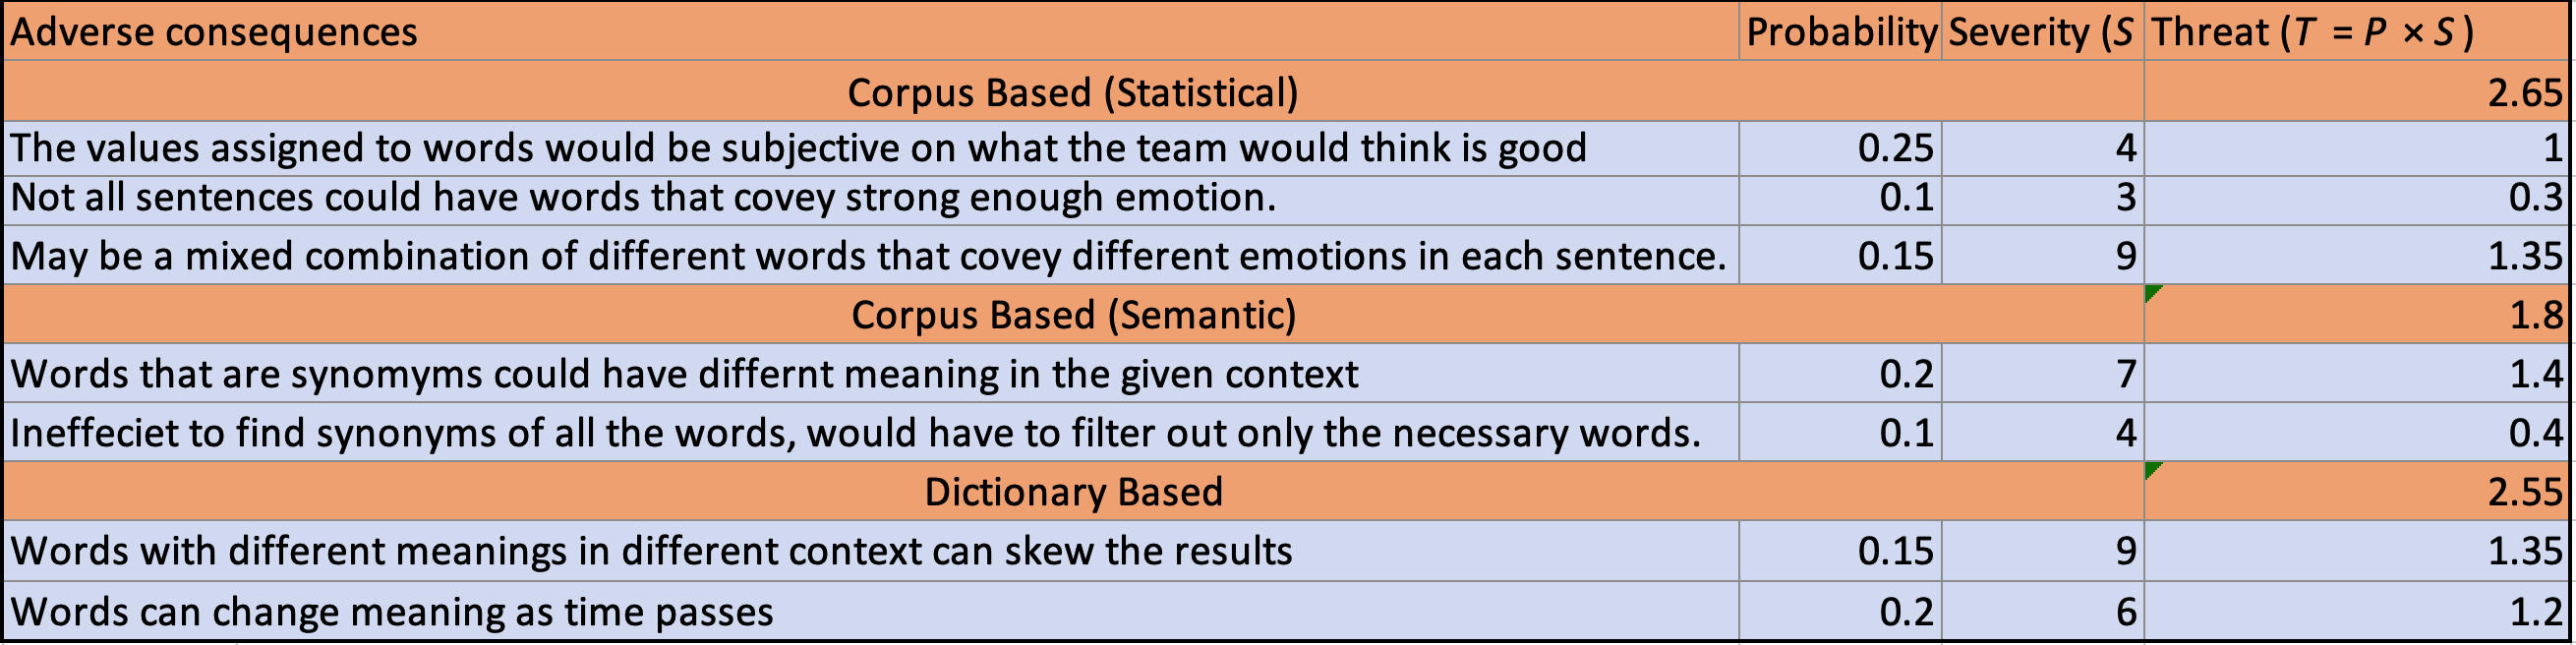 Adverse consequences Probability Severity (S Threat (T = P × S)
Corpus Based (Statistical) 2.65
The values assigned to words would be subjective on what the team would think is good 0.25 4 1
Not all sentences could have words that covey strong enough emotion. 0.1 3 0.3
May be a mixed combination of different words that covey different emotions in each sentence. 0.15 9 1.35
Corpus Based (Semantic) 1.8
Words that are synomyms could have differnt meaning in the given context 0.2 7 1.4
Ineffeciet to find synonyms of all the words, would have to filter out only the necessary words. 0.1 4 0.4
Dictionary Based 2.55
Words with different meanings in different context can skew the results 0.15 9 1.35
Words can change meaning as time passes 0.2 6 1.2